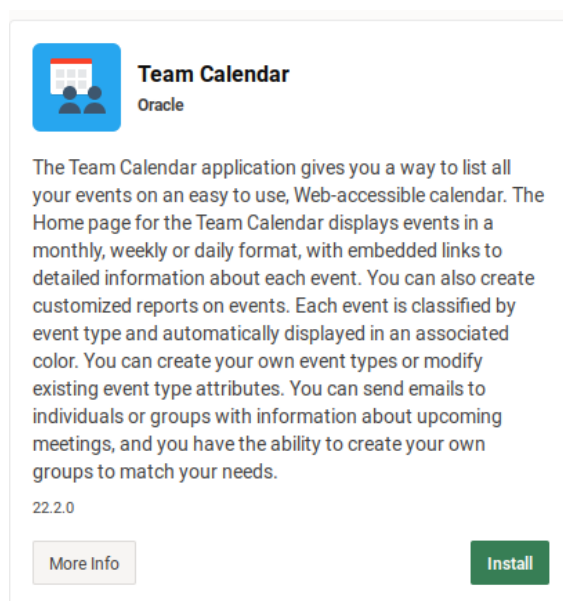 Team Calendar
Oracle
The Team Calendar application gives you a way to list all
your events on an easy to use, Web-accessible calendar. The
Home page for the Team Calendar displays events in a
monthly, weekly or daily format, with embedded links to
detailed information about each event. You can also create
customized reports on events. Each event is classified by
event type and automatically displayed in an associated
color. You can create your own event types or modify
existing event type attributes. You can send emails to
individuals or groups with information about upcoming
meetings, and you have the ability to create your own
groups to match your needs.
22.2.0
More Info
Install